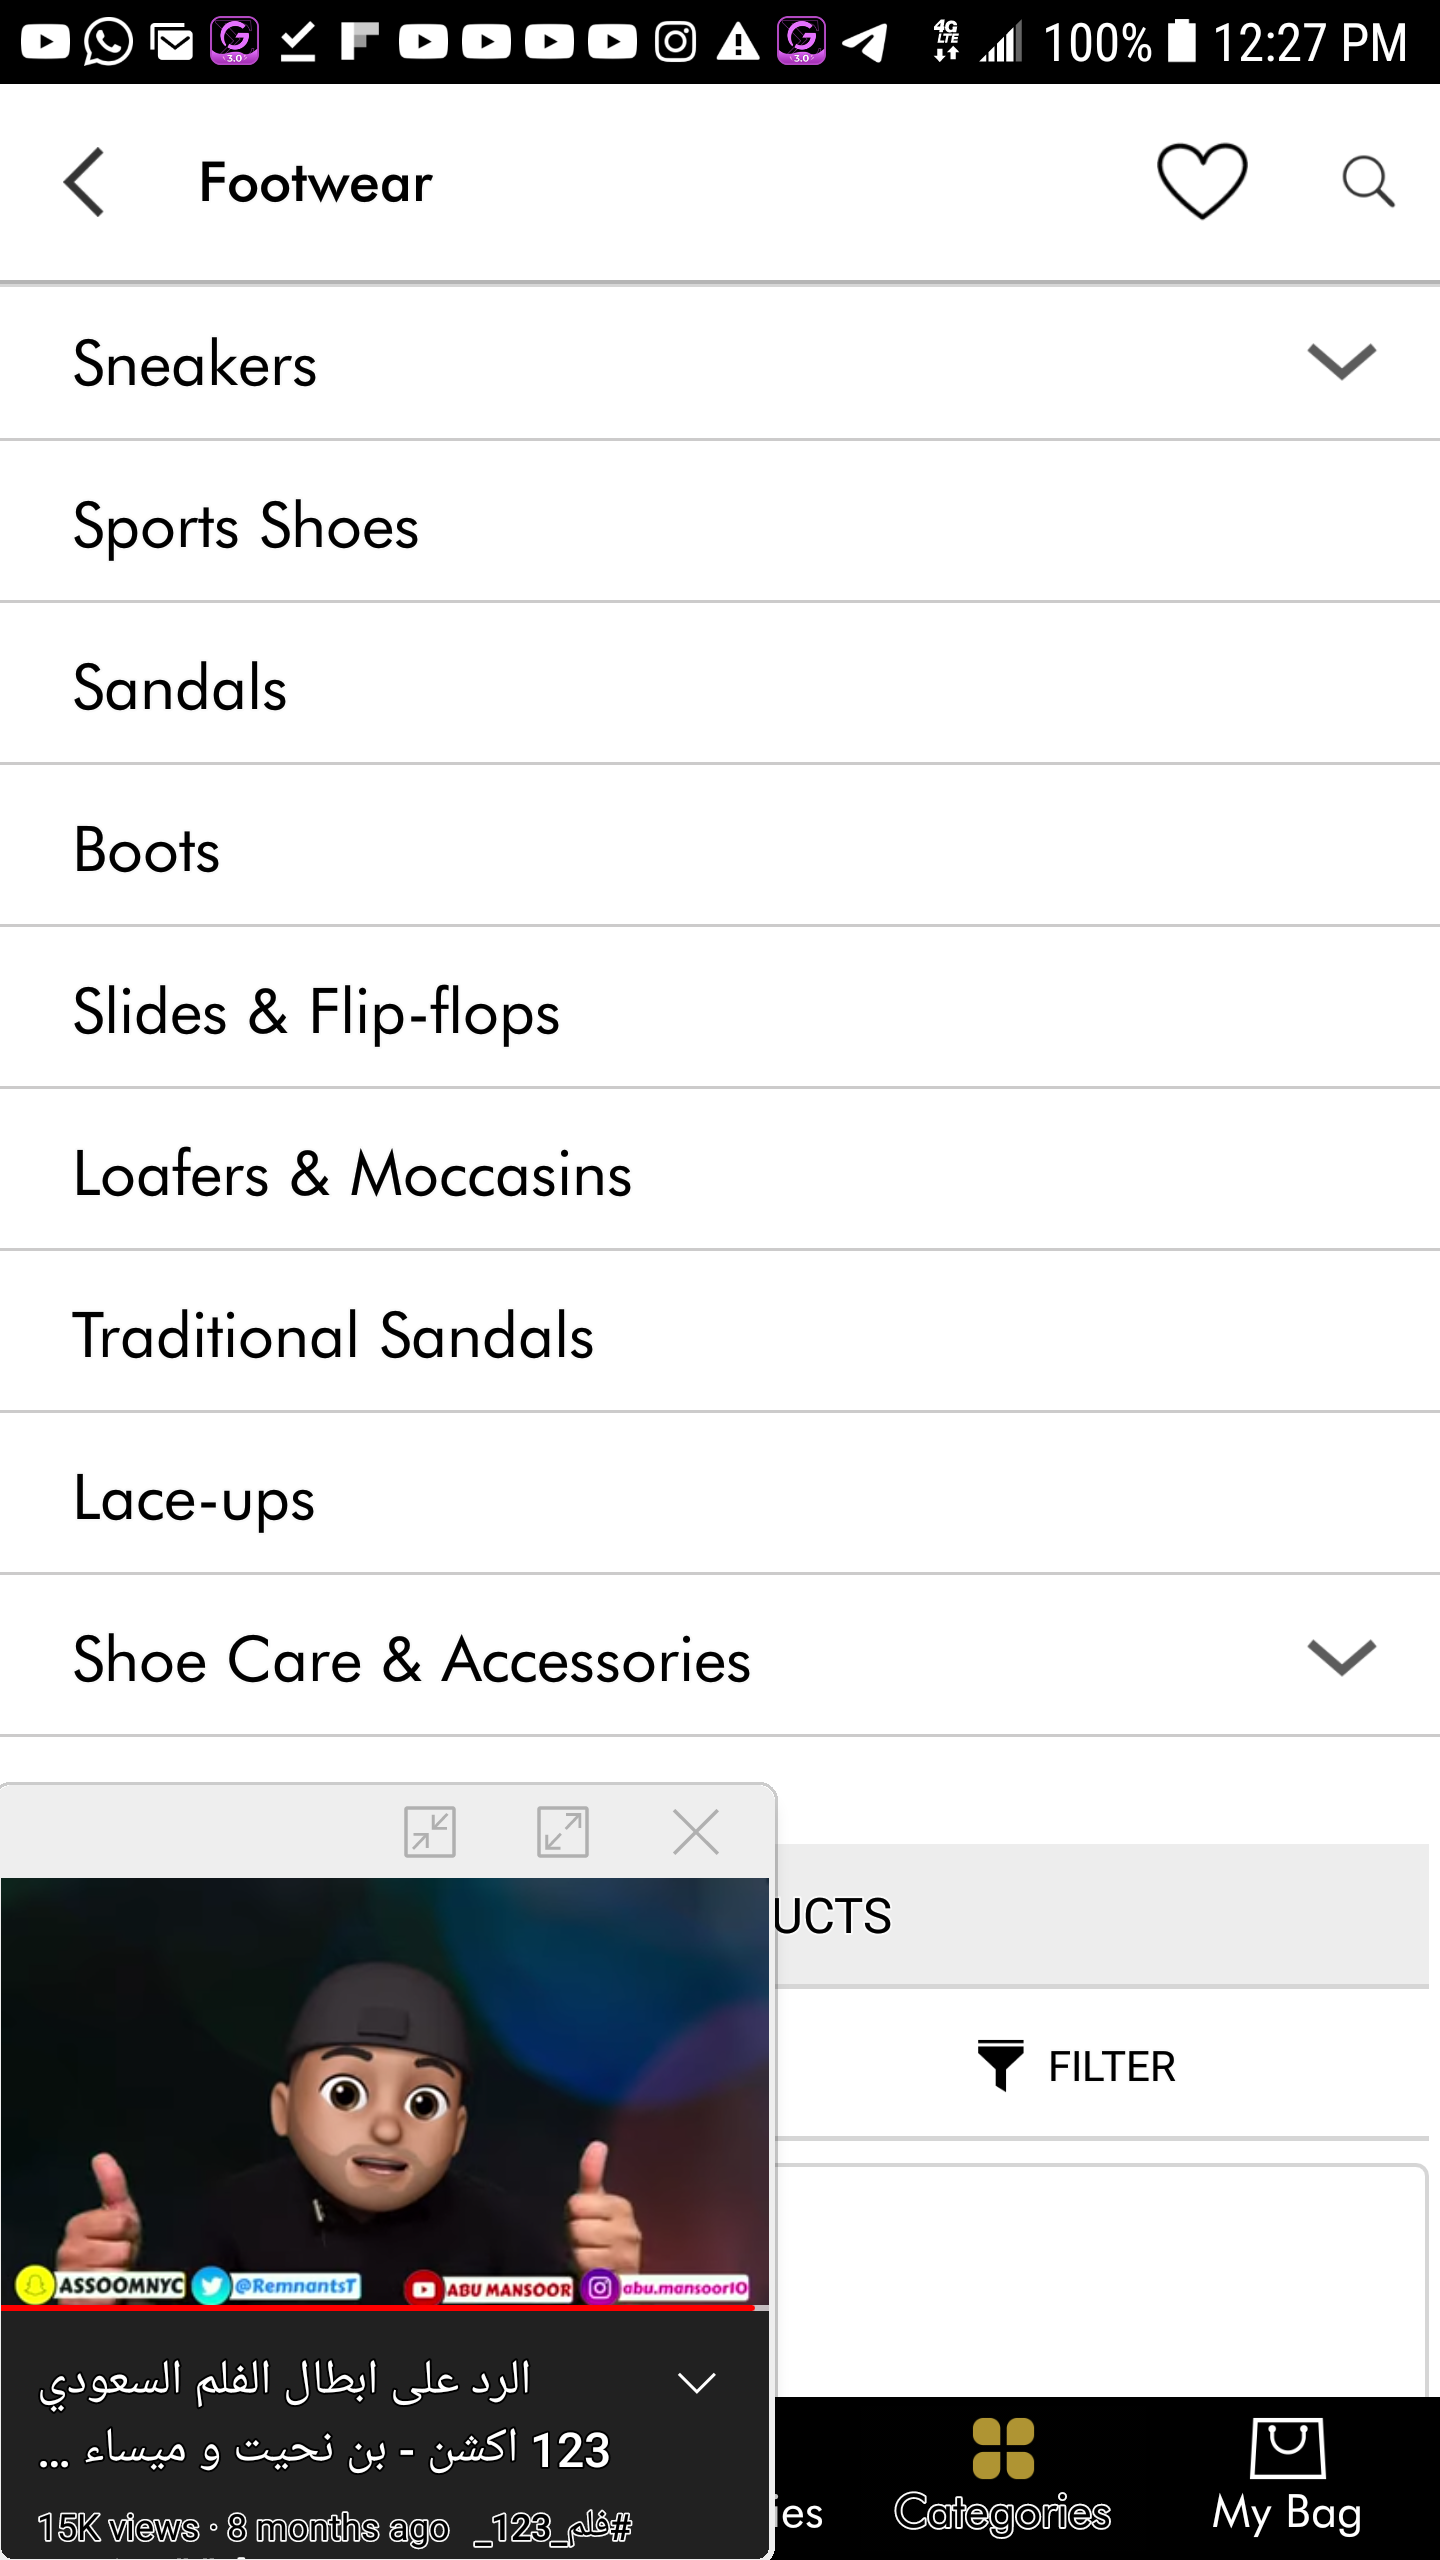 4G LTE 100% 12:27 PM
Footwear
Sneakers
Sports Shoes
Sandals
Boots
Slides & Flip-flops
Loafers & Moccasins
Traditional Sandals
Lace-ups
Shoe Care & Accessories
UCTS
FILTER
ASSOOMNYC @RemnantsT ABU MANSOOR abu.mansoor10
الرد على ابطال الفلم السعودي
123 اكشن - بن نحيت و ميساء ...
15K views · 8 months ago #فلم_123_
ies Categories My Bag